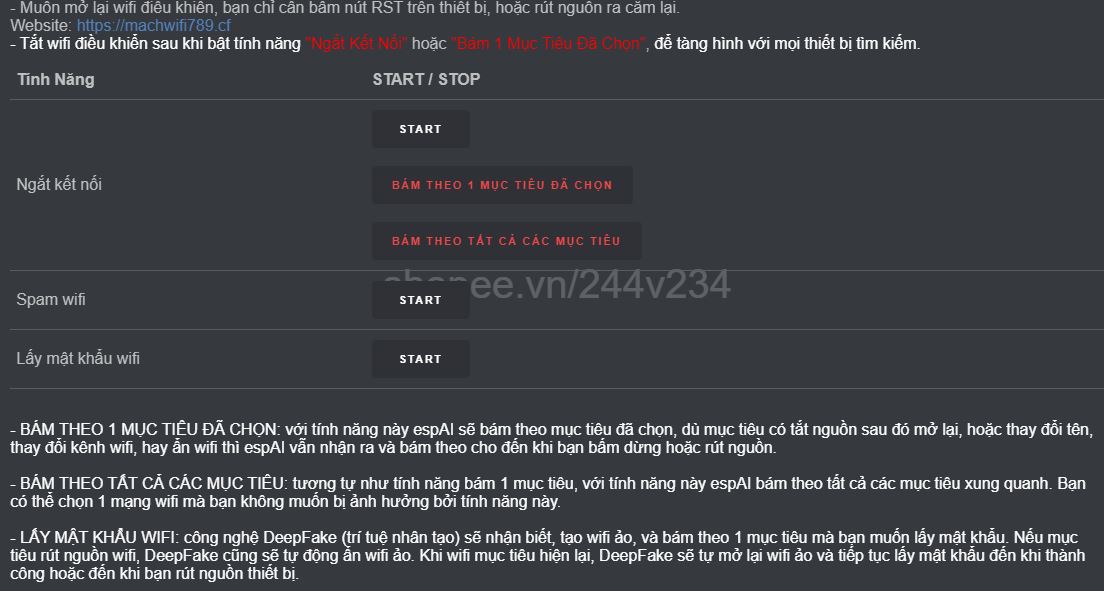 - Muốn mở lại wifi điều khiển, bạn chỉ cần bấm nút RST trên thiết bị, hoặc rút nguồn ra cắm lại.
Website: https://machwifi789.cf
- Tắt wifi điều khiển sau khi bật tính năng "Ngắt Kết Nối" hoặc "Bám 1 Mục Tiêu Đã Chọn", để tàng hình với mọi thiết bị tìm kiếm.
Tính Năng START / STOP
START
Ngắt kết nối
BÁM THEO 1 MỤC TIÊU ĐÃ CHỌN
BÁM THEO TẤT CẢ CÁC MỤC TIÊU
shopee.vn/244v234
Spam wifi START
Lấy mật khẩu wifi START
- BÁM THEO 1 MỤC TIÊU ĐÃ CHỌN: với tính năng này espAI sẽ bám theo mục tiêu đã chọn, dù mục tiêu có tắt nguồn sau đó mở lại, hoặc thay đổi tên,
thay đổi kênh wifi, hay ẩn wifi thì espAI vẫn nhận ra và bám theo cho đến khi bạn bấm dừng hoặc rút nguồn.
- BÁM THEO TẤT CẢ CÁC MỤC TIÊU: tương tự như tính năng bám 1 mục tiêu, với tính năng này espAI bám theo tất cả các mục tiêu xung quanh. Bạn
có thể chọn 1 mạng wifi mà bạn không muốn bị ảnh hưởng bởi tính năng này.
- LẤY MẬT KHẨU WIFI: công nghệ DeepFake (trí tuệ nhân tạo) sẽ nhận biết, tạo wifi ảo, và bám theo 1 mục tiêu mà bạn muốn lấy mật khẩu. Nếu mục
tiêu rút nguồn wifi, DeepFake cũng sẽ tự động ẩn wifi ảo. Khi wifi mục tiêu hiện lại, DeepFake sẽ tự mở lại wifi ảo và tiếp tục lấy mật khẩu đến khi thành
công hoặc đến khi bạn rút nguồn thiết bị.